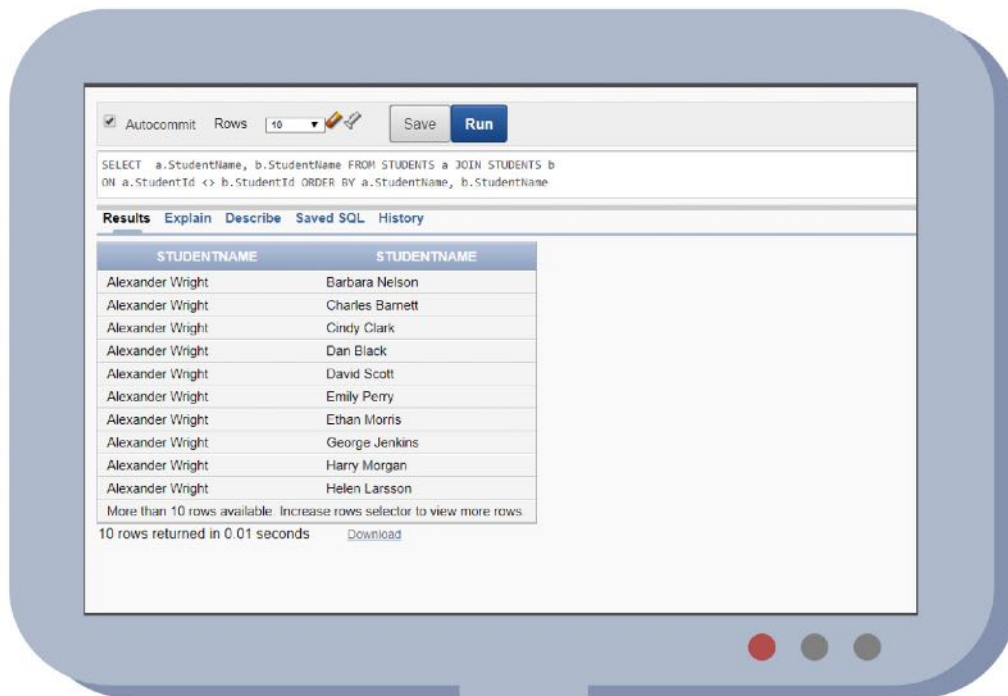 Autocommit Rows 10 Save Run
SELECT a.StudentName, b.StudentName FROM STUDENTS a JOIN STUDENTS b
ON a.StudentId <> b.StudentId ORDER BY a.StudentName, b.StudentName
Results Explain Describe Saved SQL History
STUDENTNAME STUDENTNAME
Alexander Wright Barbara Nelson
Alexander Wright Charles Barnett
Alexander Wright Cindy Clark
Alexander Wright Dan Black
Alexander Wright David Scott
Alexander Wright Emily Perry
Alexander Wright Ethan Morris
Alexander Wright George Jenkins
Alexander Wright Harry Morgan
Alexander Wright Helen Larsson
More than 10 rows available. Increase rows selector to view more rows.
10 rows returned in 0.01 seconds Download